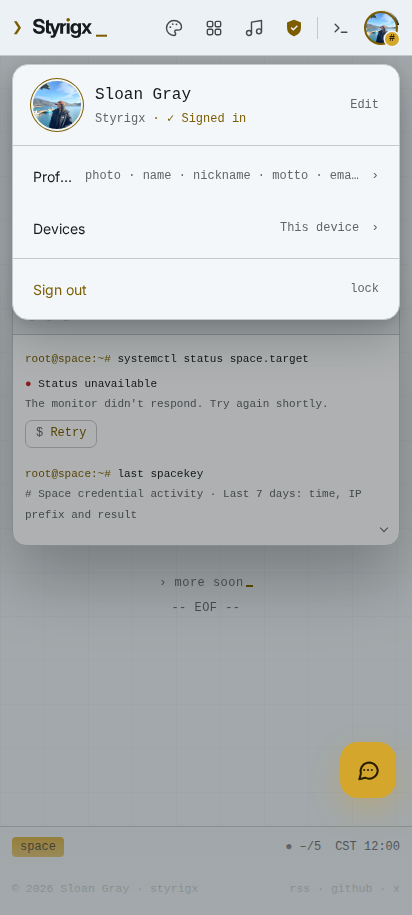 ❯ Styrigx_
#
Sloan Gray
Styrigx · ✓ Signed in
Edit
Prof… photo · name · nickname · motto · ema… ›
Devices This device ›
Sign out lock
root@space:~# systemctl status space.target
● Status unavailable
The monitor didn't respond. Try again shortly.
$ Retry
root@space:~# last spacekey
# Space credential activity · Last 7 days: time, IP
prefix and result
› more soon_
-- EOF --
space ● −/5 CST 12:00
© 2026 Sloan Gray · styrigx rss · github · x